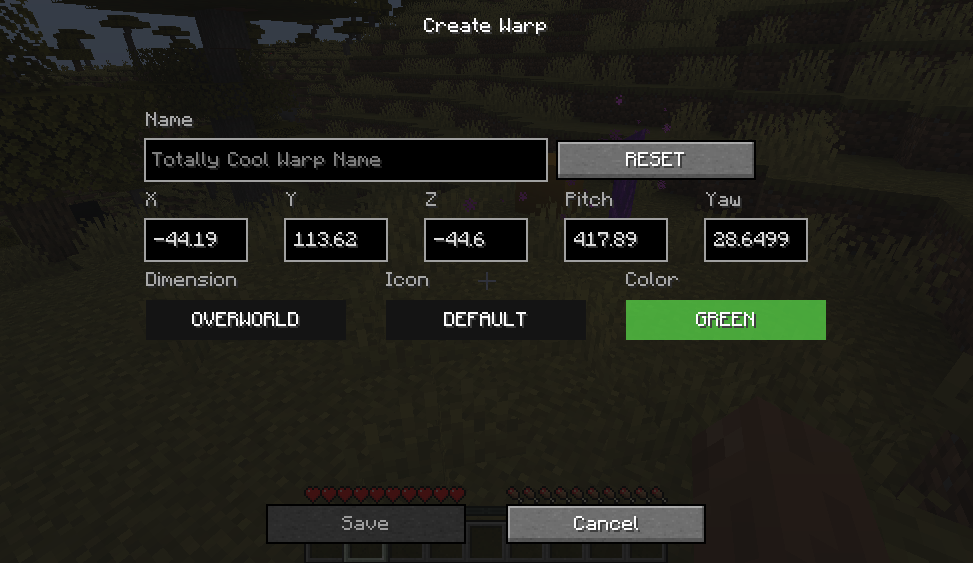 Create Warp
Name
Totally Cool Warp Name RESET
X Y Z Pitch Yaw
-44.19 113.62 -44.6 417.89 28.6499
Dimension Icon Color
OVERWORLD DEFAULT GREEN
Save Cancel